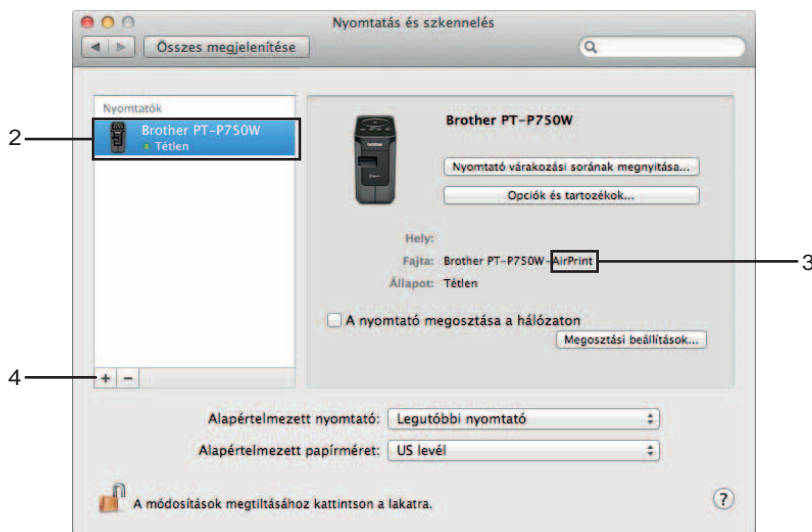 Nyomtatás és szkennelés
Összes megjelenítése
Nyomtatók
Brother PT-P750W
Tétlen
Brother PT-P750W
Nyomtató várakozási sorának megnyitása...
Opciók és tartozékok...
Hely:
Fajta: Brother PT-P750W-AirPrint
Állapot: Tétlen
A nyomtató megosztása a hálózaton
Megosztási beállítások...
+ −
Alapértelmezett nyomtató: Legutóbbi nyomtató
Alapértelmezett papírméret: US levél
A módosítások megtiltásához kattintson a lakatra.
?
2
3
4